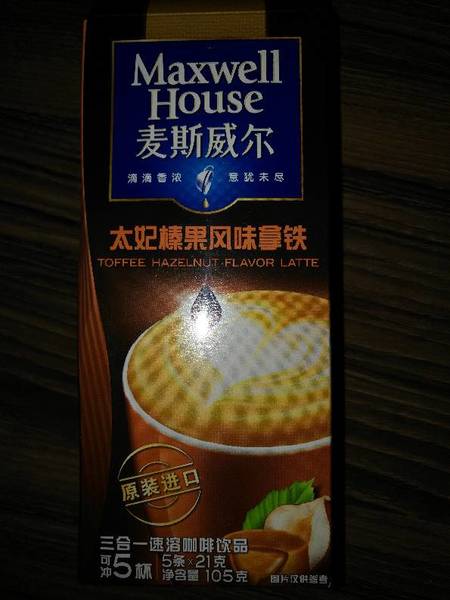 Maxwell
House
麦斯威尔
滴滴香浓 意犹未尽
太妃榛果风味拿铁
TOFFEE HAZELNUT-FLAVOR LATTE
原装进口
三合一速溶咖啡饮品
可冲5杯
5条×21克
净含量 105克
图片仅供参考